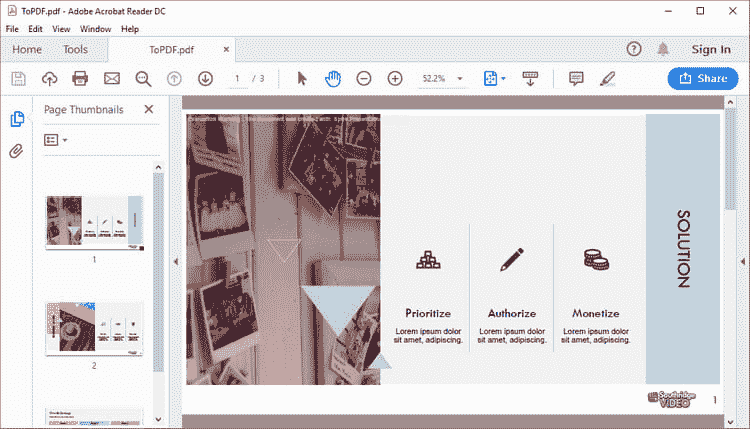 ToPDF.pdf - Adobe Acrobat Reader DC
File Edit View Window Help
Home Tools ToPDF.pdf × ? Sign In
1 / 3 52.2% Share
Page Thumbnails ×
1
2
Prioritize Authorize Monetize
Lorem ipsum dolor Lorem ipsum dolor Lorem ipsum dolor
sit amet, adipiscing. sit amet, adipiscing. sit amet, adipiscing.
SOLUTION
Southridge
VIDEO
1